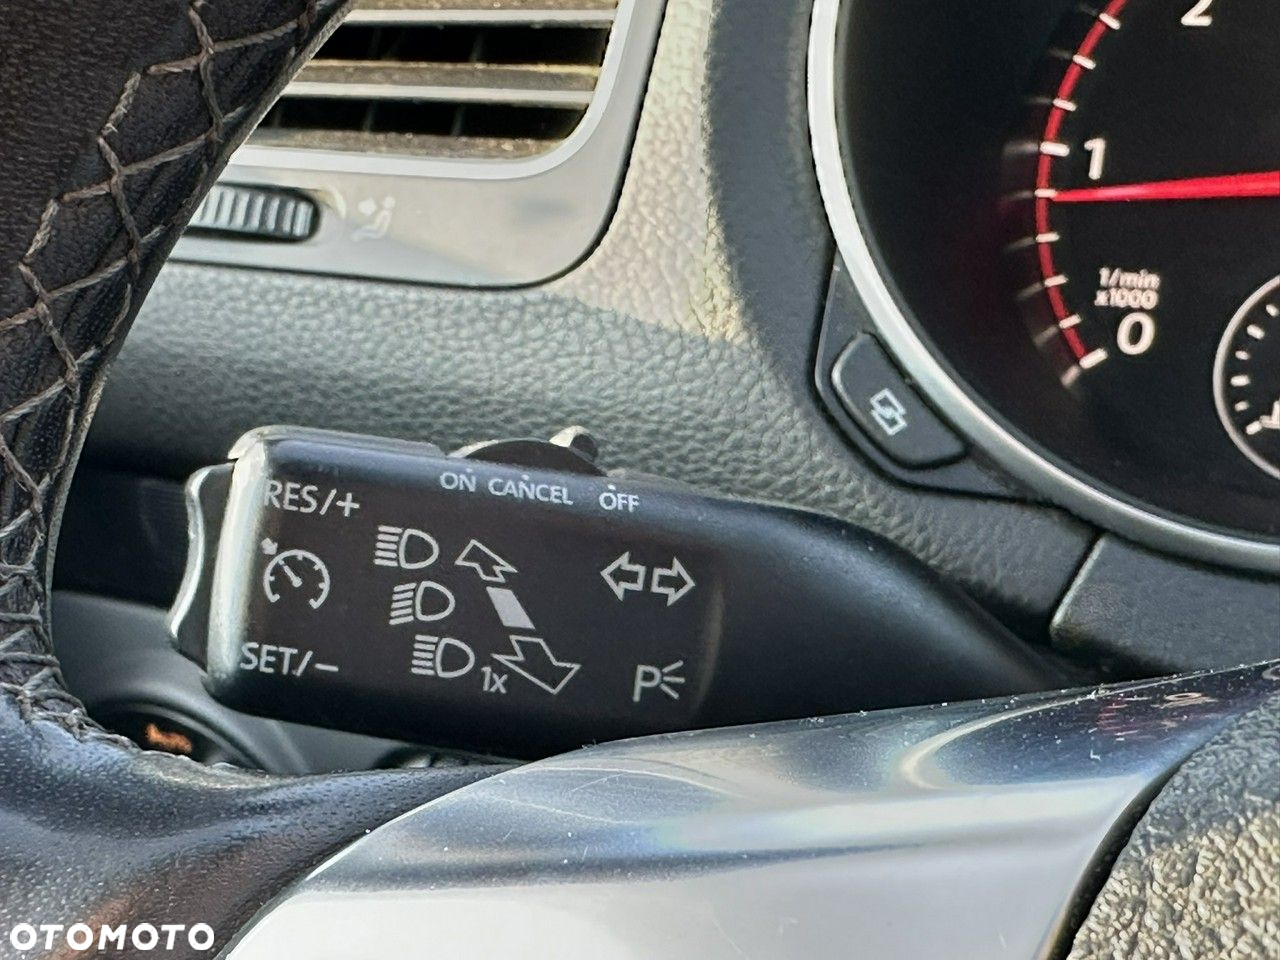 2
1
1/min
x1000
0
ON CANCEL OFF
RES/+
SET/-
1x
P
OTOMOTO